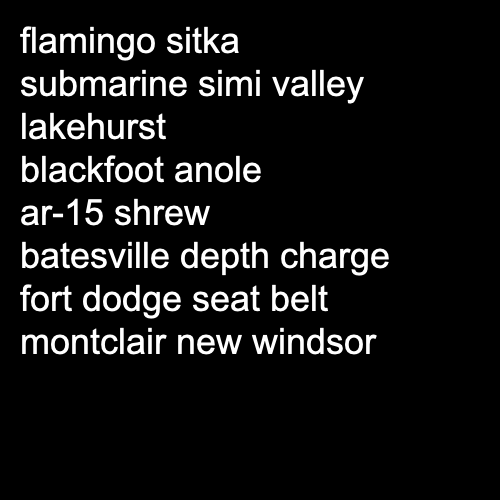 flamingo sitka
submarine simi valley
lakehurst
blackfoot anole
ar-15 shrew
batesville depth charge
fort dodge seat belt
montclair new windsor